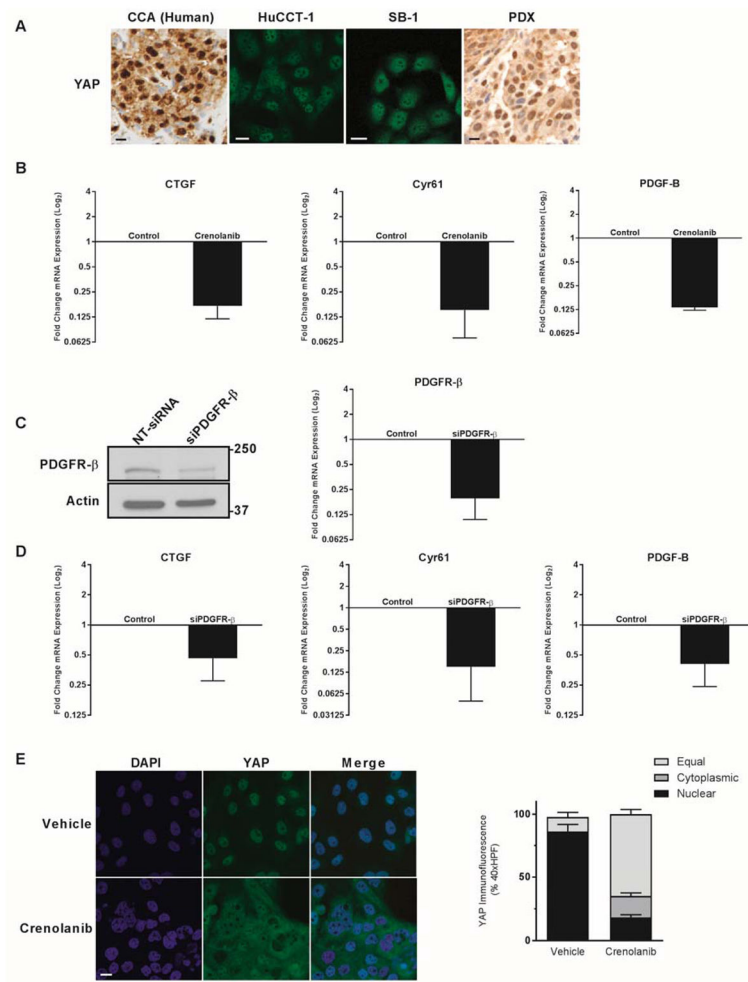 A
CCA (Human) HuCCT-1 SB-1 PDX
YAP
B
CTGF Cyr61 PDGF-B
Fold Change mRNA Expression (Log2)
4
2
1
0.5
0.25
0.125
0.0625
Control Crenolanib
Fold Change mRNA Expression (Log2)
4
2
1
0.5
0.25
0.125
0.0625
Control Crenolanib
Fold Change mRNA Expression (Log2)
4
2
1
0.5
0.25
0.125
0.0625
Control Crenolanib
C
NT-siRNA siPDGFR-β
PDGFR-β -250
Actin -37
PDGFR-β
Fold Change mRNA Expression (Log2)
4
2
1
0.5
0.25
0.125
0.0625
Control siPDGFR-β
D
CTGF Cyr61 PDGF-B
Fold Change mRNA Expression (Log2)
4
2
1
0.5
0.25
0.125
Control siPDGFR-β
Fold Change mRNA Expression (Log2)
4
2
1
0.5
0.25
0.125
0.0625
0.03125
Control siPDGFR-β
Fold Change mRNA Expression (Log2)
4
2
1
0.5
0.25
0.125
Control siPDGFR-β
E
DAPI YAP Merge
Vehicle
Crenolanib
Equal
Cytoplasmic
Nuclear
YAP Immunofluorescence
(% 40xHPF)
100
50
0
Vehicle Crenolanib